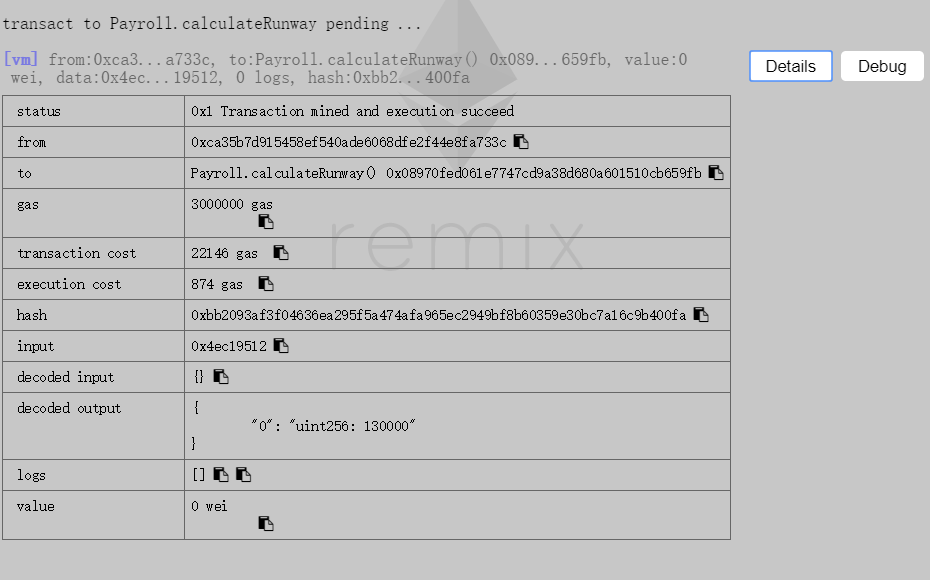 transact to Payroll.calculateRunway pending ...
[vm] from:0xca3...a733c, to:Payroll.calculateRunway() 0x089...659fb, value:0
wei, data:0x4ec...19512, 0 logs, hash:0xbb2...400fa
Details
Debug
status 0x1 Transaction mined and execution succeed
from 0xca35b7d915458ef540ade6068dfe2f44e8fa733c
to Payroll.calculateRunway() 0x08970fed061e7747cd9a38d680a601510cb659fb
gas 3000000 gas
transaction cost 22146 gas
remix
execution cost 874 gas
hash 0xbb2093af3f04636ea295f5a474afa965ec2949bf8b60359e30bc7a16c9b400fa
input 0x4ec19512
decoded input {}
decoded output {
"0": "uint256: 130000"
}
logs []
value 0 wei